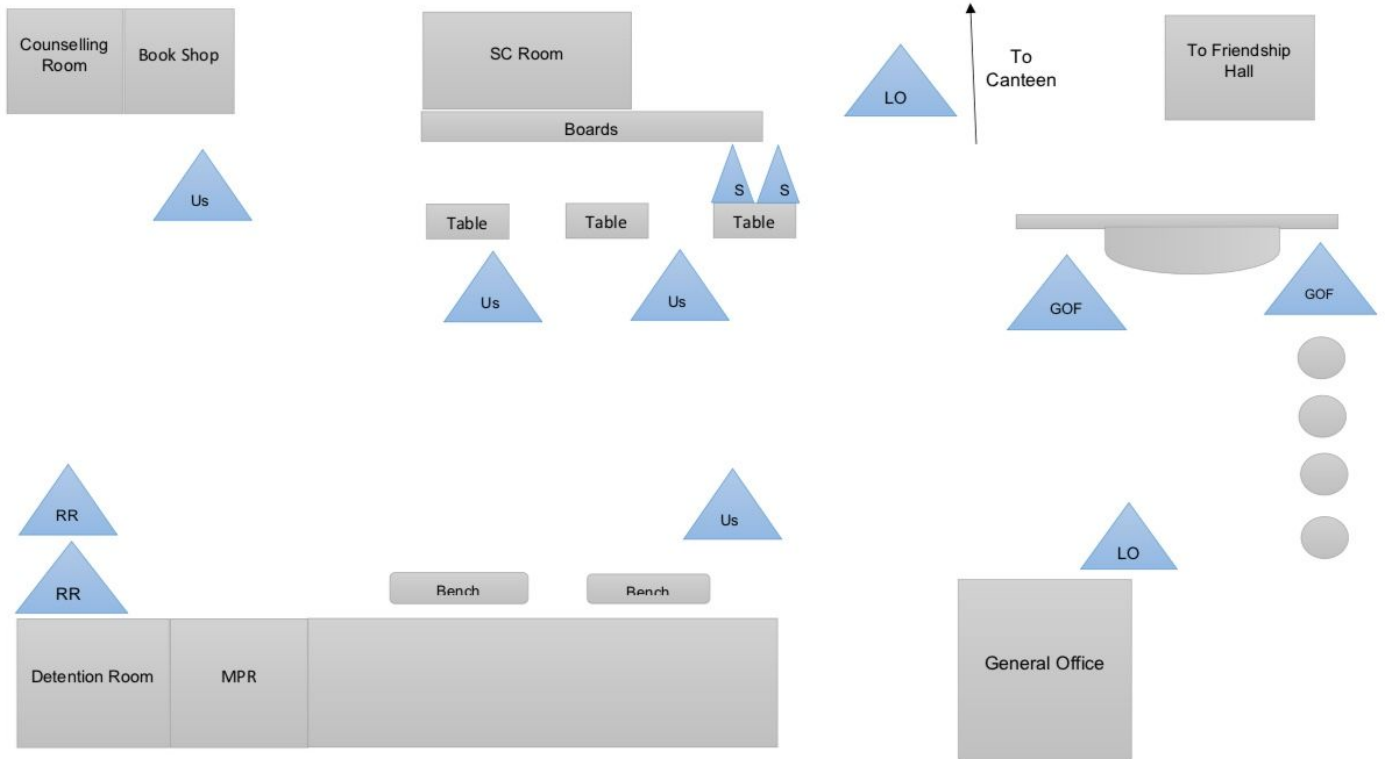 Counselling
Room
Book Shop
SC Room
To
Canteen
To Friendship
Hall
LO
Boards
Us
S
S
Table
Table
Table
Us
Us
GOF
GOF
RR
Us
LO
RR
Bench
Bench
Detention Room
MPR
General Office